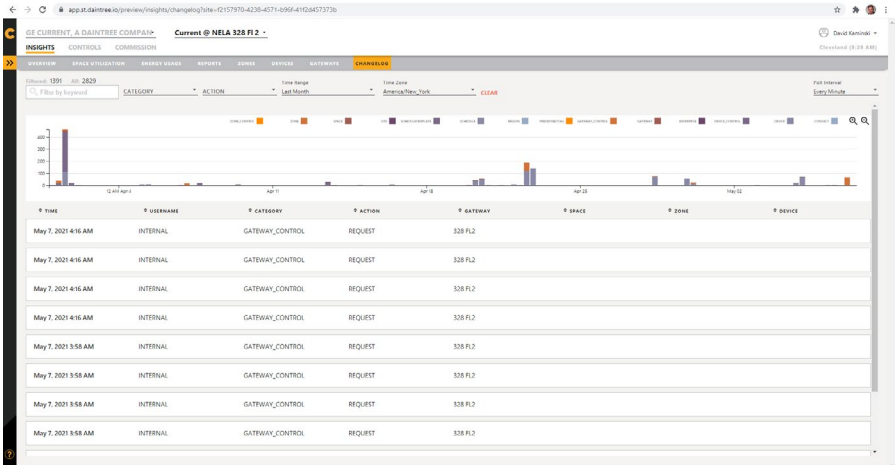 app.st.daintree.io/preview/insights/changelog?site=f2157970-4238-4571-b96f-41f2d457373b
GE CURRENT, A DAINTREE COMPAN
Current @ NELA 328 Fl 2
David Kaminski
INSIGHTS CONTROLS COMMISSION
Cleveland (8:28 AM)
OVERVIEW SPACE UTILIZATION ENERGY USAGE REPORTS ZONES DEVICES GATEWAYS CHANGELOG
Filtered: 1391 All: 2829
Filter by keyword
CATEGORY
ACTION
Time Range
Last Month
Time Zone
America/New_York
CLEAR
Poll Interval
Every Minute
ZONE_CONTROL ZONE SCHEDULE GATEWAY_CONTROL GATEWAY DEVICE_CONTROL DEVICE
300
200
100
0
12 AM Apr 6 Apr 11 Apr 18 Apr 25 May 02
TIME USERNAME CATEGORY ACTION GATEWAY SPACE ZONE DEVICE
May 7, 2021 4:16 AM INTERNAL GATEWAY_CONTROL REQUEST 328 FL2
May 7, 2021 4:16 AM INTERNAL GATEWAY_CONTROL REQUEST 328 FL2
May 7, 2021 4:16 AM INTERNAL GATEWAY_CONTROL REQUEST 328 FL2
May 7, 2021 4:16 AM INTERNAL GATEWAY_CONTROL REQUEST 328 FL2
May 7, 2021 3:58 AM INTERNAL GATEWAY_CONTROL REQUEST 328 FL2
May 7, 2021 3:58 AM INTERNAL GATEWAY_CONTROL REQUEST 328 FL2
May 7, 2021 3:58 AM INTERNAL GATEWAY_CONTROL REQUEST 328 FL2
May 7, 2021 3:58 AM INTERNAL GATEWAY_CONTROL REQUEST 328 FL2